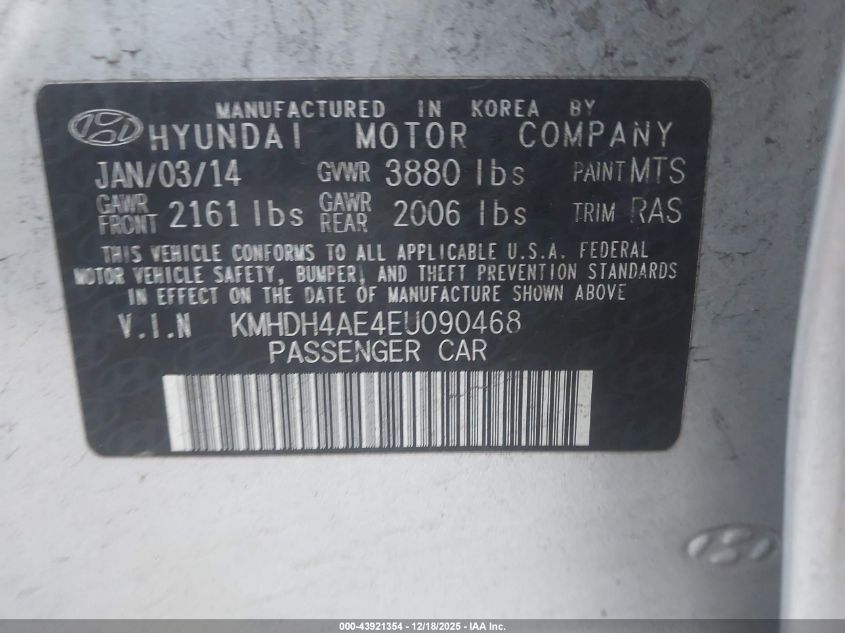 MANUFACTURED IN KOREA BY
HYUNDAI MOTOR COMPANY
JAN/03/14 GVWR 3880 lbs PAINT MTS
GAWR FRONT 2161 lbs GAWR REAR 2006 lbs TRIM RAS
THIS VEHICLE CONFORMS TO ALL APPLICABLE U.S.A. FEDERAL
MOTOR VEHICLE SAFETY, BUMPER, AND THEFT PREVENTION STANDARDS
IN EFFECT ON THE DATE OF MANUFACTURE SHOWN ABOVE
V.I.N KMHDH4AE4EU090468
PASSENGER CAR
000-43921354 - 12/18/2025 - IAA Inc.